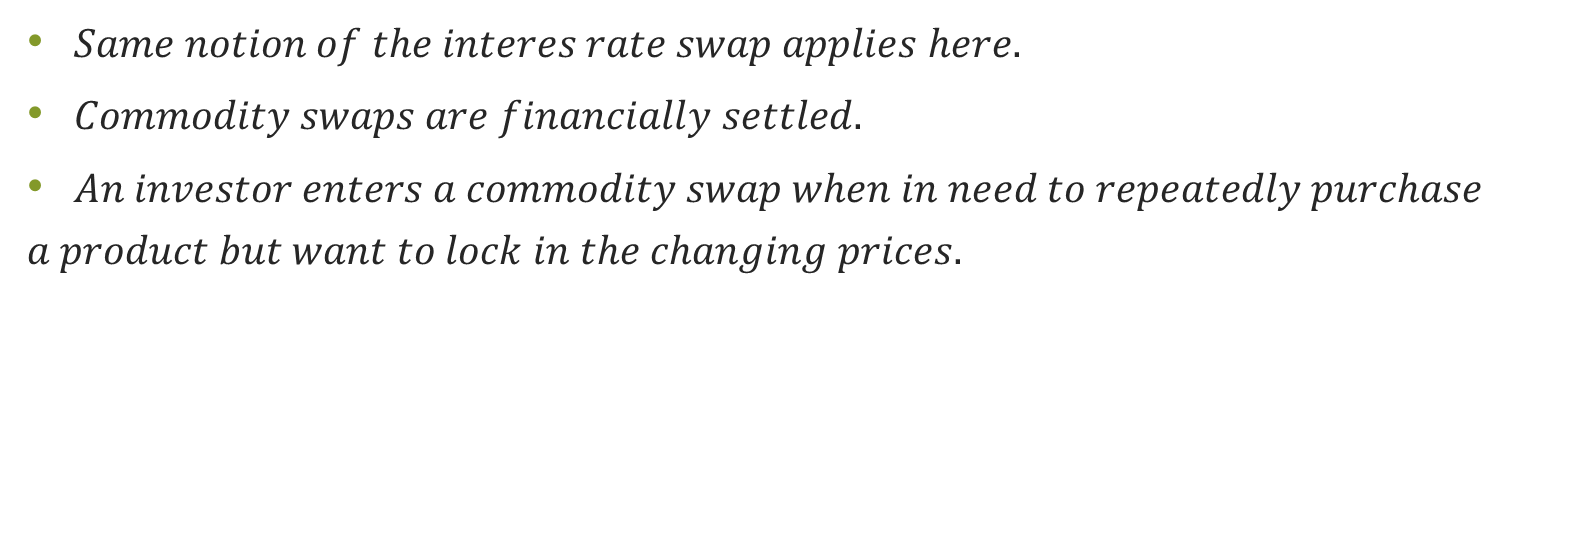 • Same notion of the interes rate swap applies here.
• Commodity swaps are financially settled.
• An investor enters a commodity swap when in need to repeatedly purchase
a product but want to lock in the changing prices.